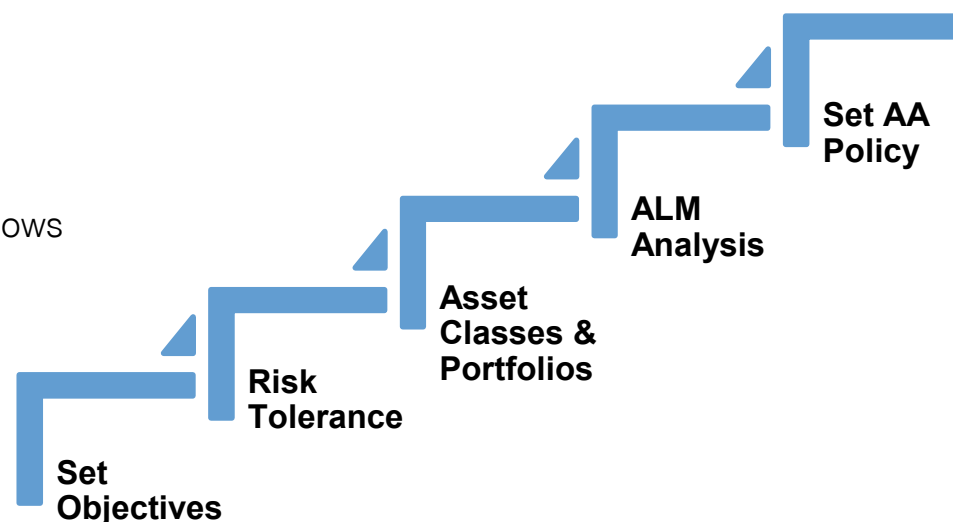 ows
Set
Objectives
Risk
Tolerance
Asset
Classes &
Portfolios
ALM
Analysis
Set AA
Policy